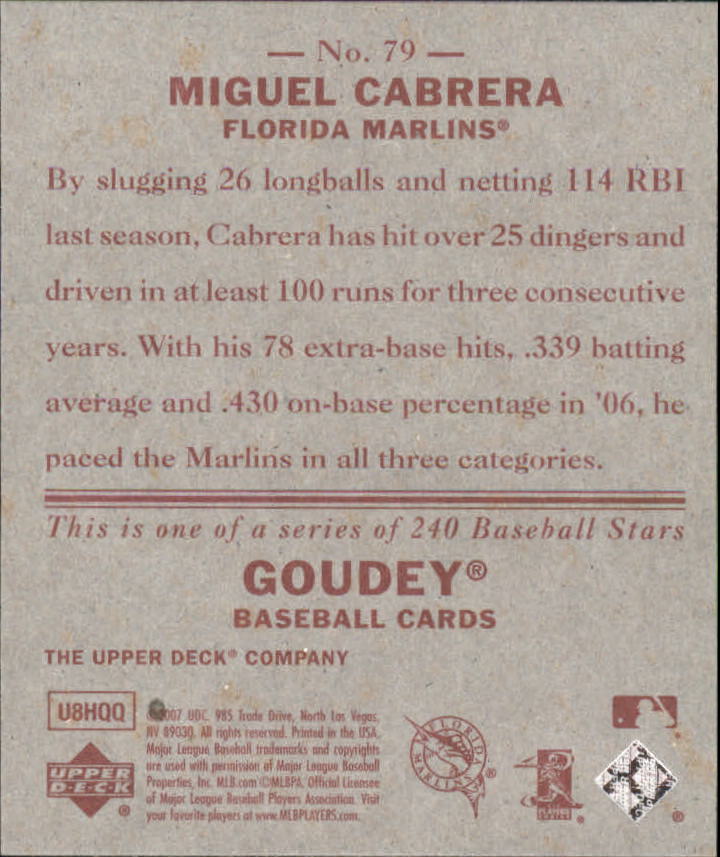 — No. 79 —
MIGUEL CABRERA
FLORIDA MARLINS®
By slugging 26 longballs and netting 114 RBI
last season, Cabrera has hit over 25 dingers and
driven in at least 100 runs for three consecutive
years. With his 78 extra-base hits, .339 batting
average and .430 on-base percentage in '06, he
paced the Marlins in all three categories.
This is one of a series of 240 Baseball Stars
GOUDEY®
BASEBALL CARDS
THE UPPER DECK® COMPANY
U8HQQ
©2007 UDC. 985 Trade Drive, North Las Vegas,
NV 89030. All rights reserved. Printed in the USA.
Major League Baseball trademarks and copyrights
are used with permission of Major League Baseball
Properties, Inc. MLB.com ©MLBPA. Official Licensee
of Major League Baseball Players Association. Visit
your favorite players at www.MLBPLAYERS.com.
UPPER
D·E·C·K
®
FLORIDA
MARLINS
®
®
®